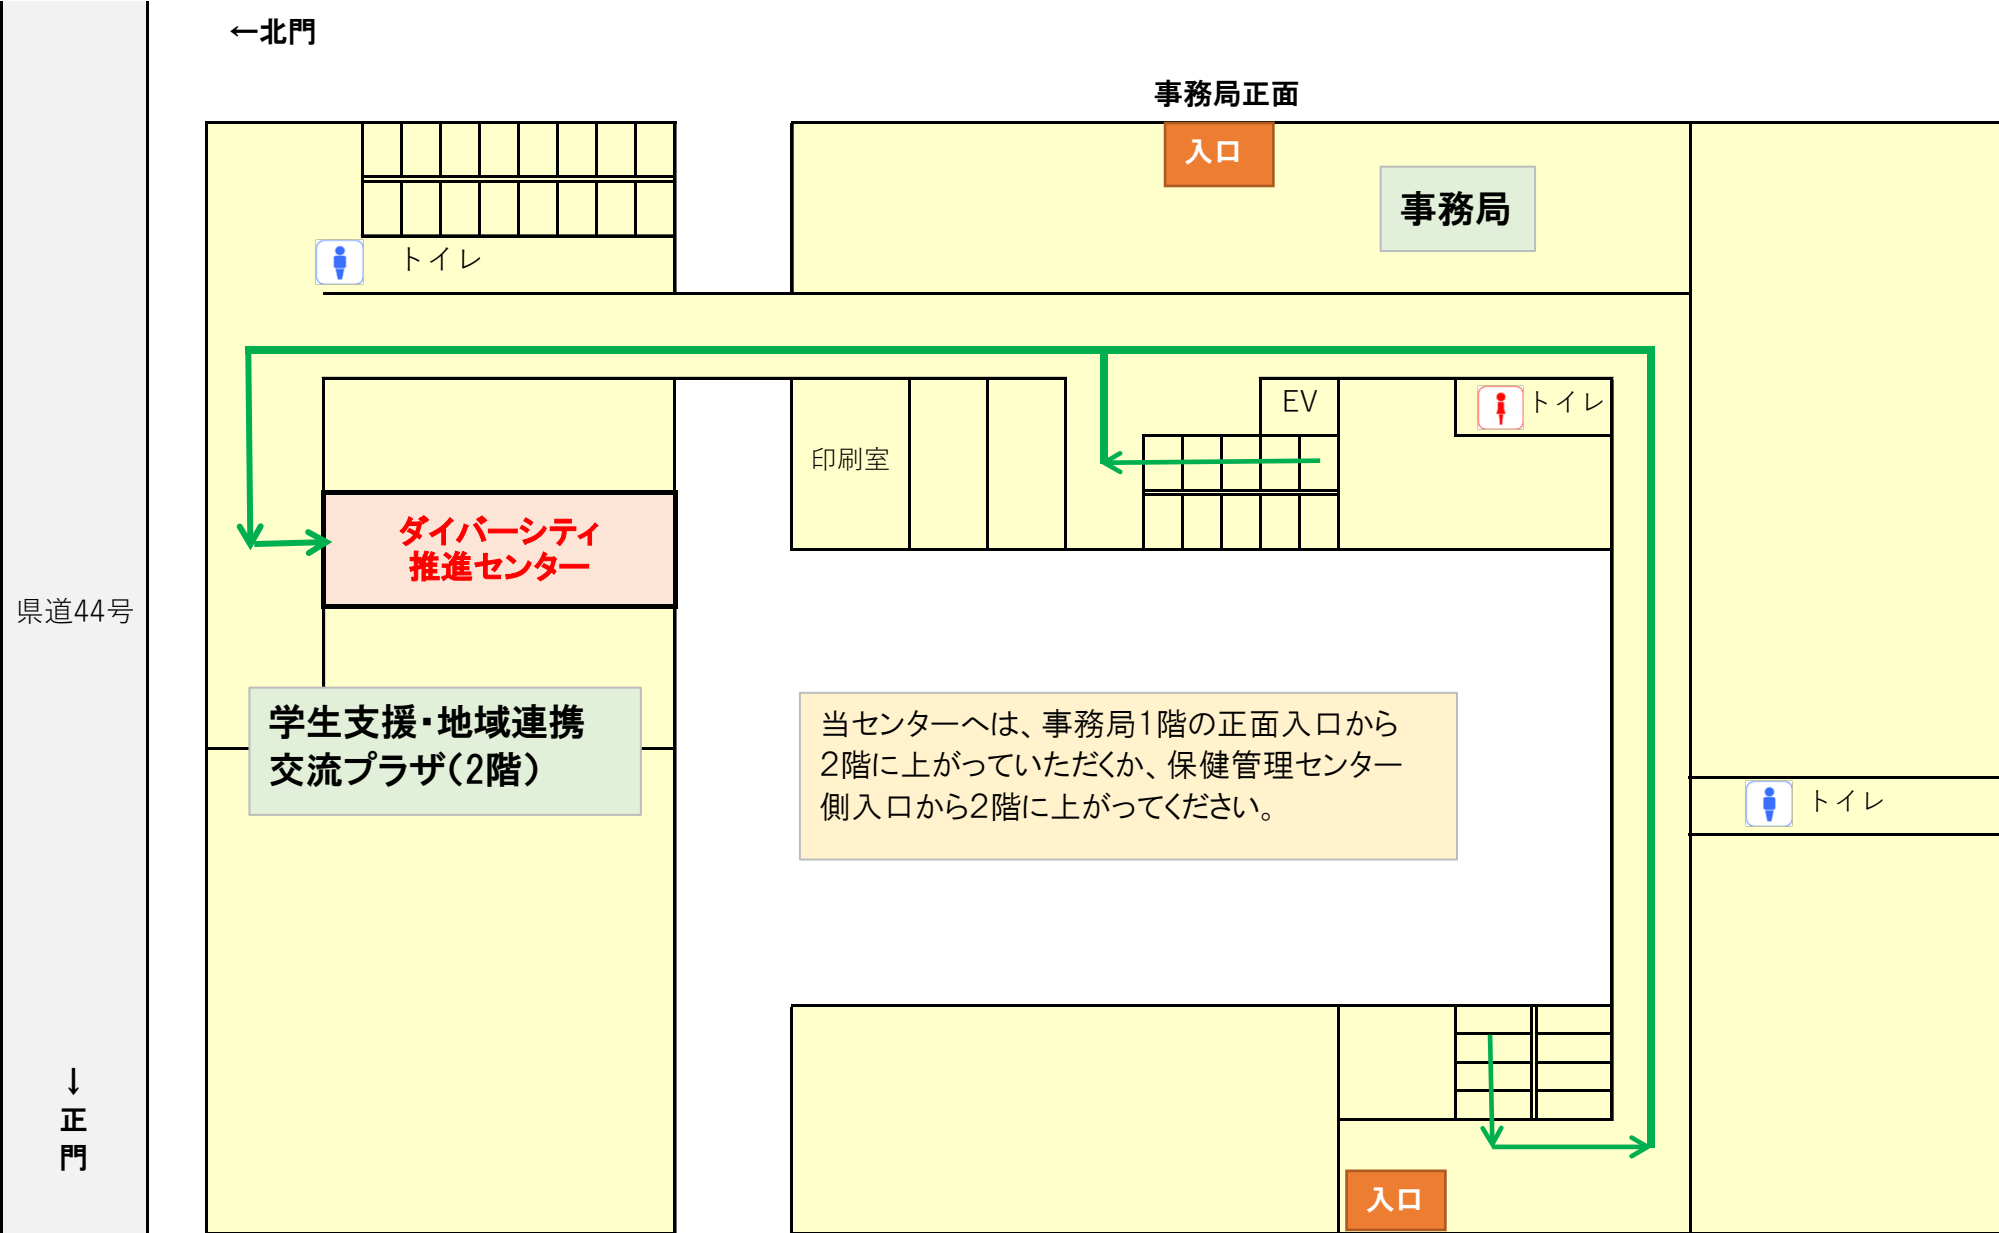 ←北門
事務局正面
入口
事務局
トイレ
EV
トイレ
印刷室
ダイバーシティ
推進センター
県道44号
学生支援・地域連携
交流プラザ(2階)
当センターへは、事務局1階の正面入口から
2階に上がっていただくか、保健管理センター
側入口から2階に上がってください。
トイレ
↓
正
門
入口